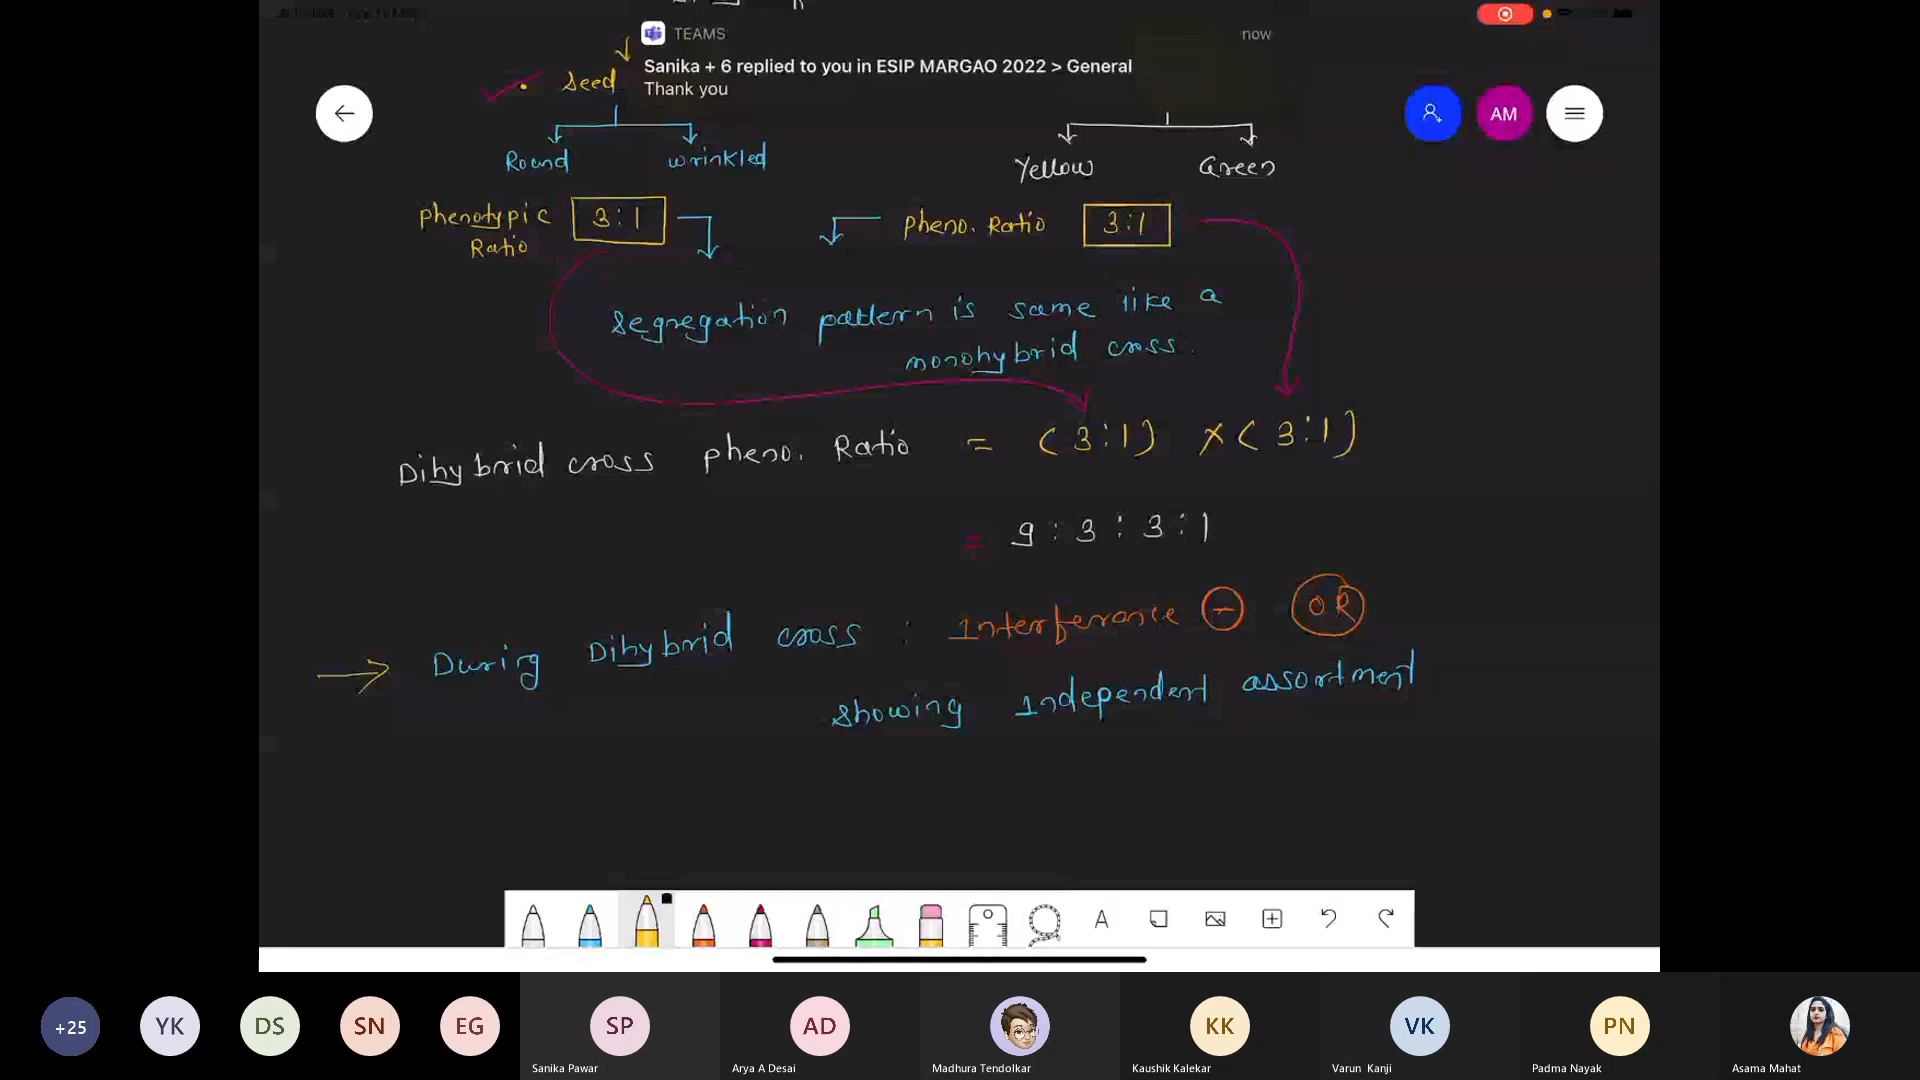 TEAMS now
Sanika + 6 replied to you in ESIP MARGAO 2022 > General
Thank you
Seed
AM
Round wrinkled
Yellow Green
Phenotypic 3:1
Ratio
Pheno. Ratio 3:1
Segregation pattern is same like a
monohybrid cross.
Dihybrid cross pheno. Ratio = (3:1) × (3:1)
= 9 : 3 : 3 : 1
→ During Dihybrid cross : Interferance - OR
showing Independent assortment
A
+25 YK DS SN EG SP AD KK VK PN
Sanika Pawar Arya A Desai Madhura Tendolkar Kaushik Kalekar Varun Kanji Padma Nayak Asama Mahat